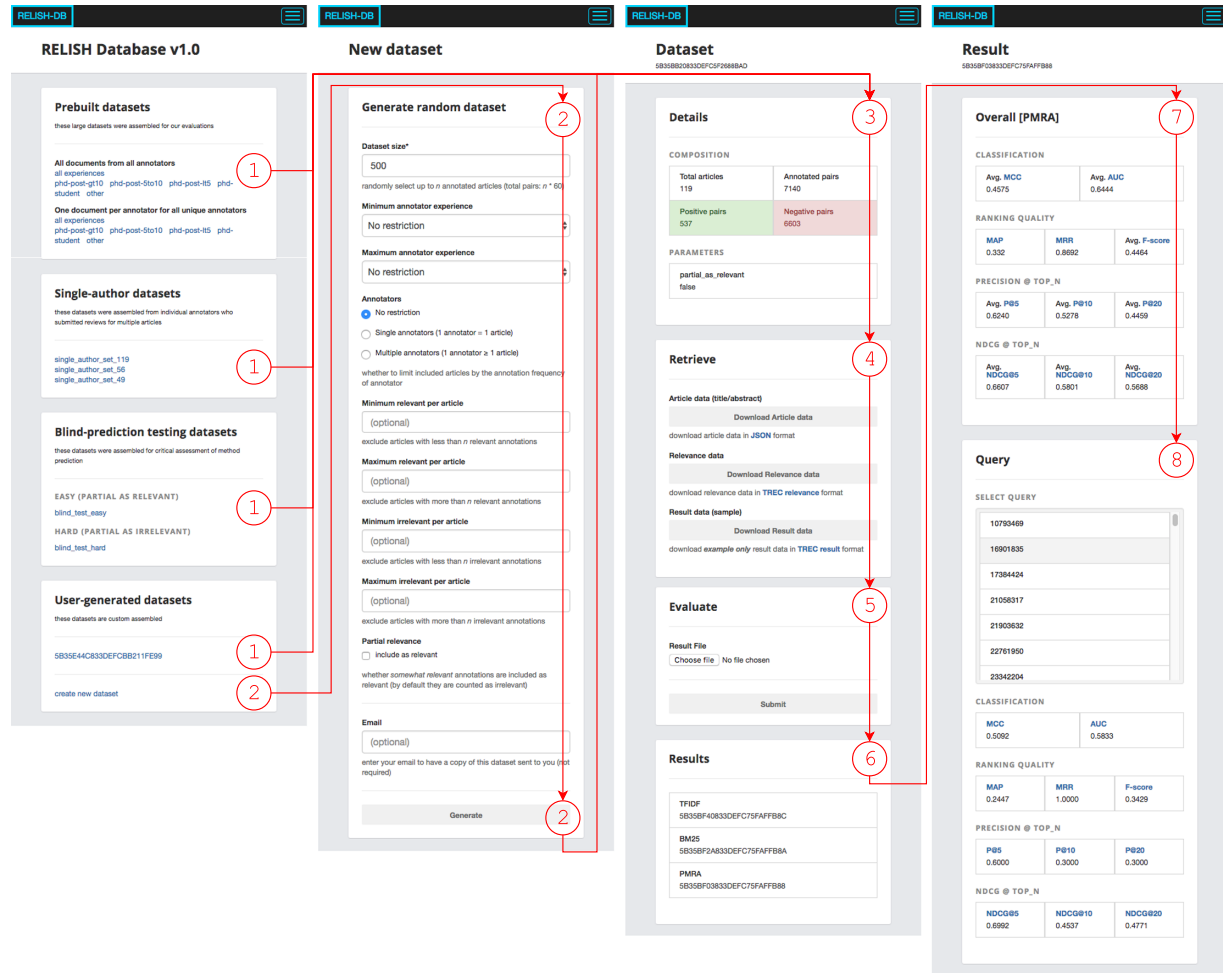 RELISH-DB
RELISH Database v1.0
Prebuilt datasets
these large datasets were assembled for our evaluations
All documents from all annotators
all experiences
phd-post-gt10 phd-post-5to10 phd-post-lt5 phd-
student other
One document per annotator for all unique annotators
all experiences
phd-post-gt10 phd-post-5to10 phd-post-lt5 phd-
student other
1
Single-author datasets
these datasets were assembled from individual annotators who
submitted reviews for multiple articles
single_author_set_119
single_author_set_56
single_author_set_49
1
Blind-prediction testing datasets
these datasets were assembled for critical assessment of method
prediction
EASY (PARTIAL AS RELEVANT)
blind_test_easy
HARD (PARTIAL AS IRRELEVANT)
blind_test_hard
1
User-generated datasets
these datasets are custom assembled
5B35E44C833DEFCBB211FE99
1
create new dataset
2
RELISH-DB
New dataset
Generate random dataset
2
Dataset size*
500
randomly select up to n annotated articles (total pairs: n * 60)
Minimum annotator experience
No restriction
Maximum annotator experience
No restriction
Annotators
No restriction
Single annotators (1 annotator = 1 article)
Multiple annotators (1 annotator ≥ 1 article)
whether to limit included articles by the annotation frequency
of annotator
Minimum relevant per article
(optional)
exclude articles with less than n relevant annotations
Maximum relevant per article
(optional)
exclude articles with more than n relevant annotations
Minimum irrelevant per article
(optional)
exclude articles with less than n irrelevant annotations
Maximum irrelevant per article
(optional)
exclude articles with more than n irrelevant annotations
Partial relevance
include as relevant
whether somewhat relevant annotations are included as
relevant (by default they are counted as irrelevant)
Email
(optional)
enter your email to have a copy of this dataset sent to you (not
required)
Generate
2
RELISH-DB
Dataset
5B35BB20833DEFC5F2688BAD
Details
3
COMPOSITION
Total articles Annotated pairs
119 7140
Positive pairs Negative pairs
537 6603
PARAMETERS
partial_as_relevant
false
Retrieve
4
Article data (title/abstract)
Download Article data
download article data in JSON format
Relevance data
Download Relevance data
download relevance data in TREC relevance format
Result data (sample)
Download Result data
download example only result data in TREC result format
Evaluate
5
Result File
Choose file No file chosen
Submit
Results
6
TFIDF
5B35BF40833DEFC75FAFFB8C
BM25
5B35BF2A833DEFC75FAFFB8A
PMRA
5B35BF03833DEFC75FAFFB88
RELISH-DB
Result
5B35BF03833DEFC75FAFFB88
Overall [PMRA]
7
CLASSIFICATION
Avg. MCC Avg. AUC
0.4575 0.6444
RANKING QUALITY
MAP MRR Avg. F-score
0.332 0.8692 0.4464
PRECISION @ TOP_N
Avg. P@5 Avg. P@10 Avg. P@20
0.6240 0.5278 0.4459
NDCG @ TOP_N
Avg. Avg. Avg.
NDCG@5 NDCG@10 NDCG@20
0.6607 0.5801 0.5688
Query
8
SELECT QUERY
10793469
16901835
17384424
21058317
21903632
22761950
23342204
CLASSIFICATION
MCC AUC
0.5092 0.5833
RANKING QUALITY
MAP MRR F-score
0.2447 1.0000 0.3429
PRECISION @ TOP_N
P@5 P@10 P@20
0.6000 0.3000 0.3000
NDCG @ TOP_N
NDCG@5 NDCG@10 NDCG@20
0.6992 0.4537 0.4771